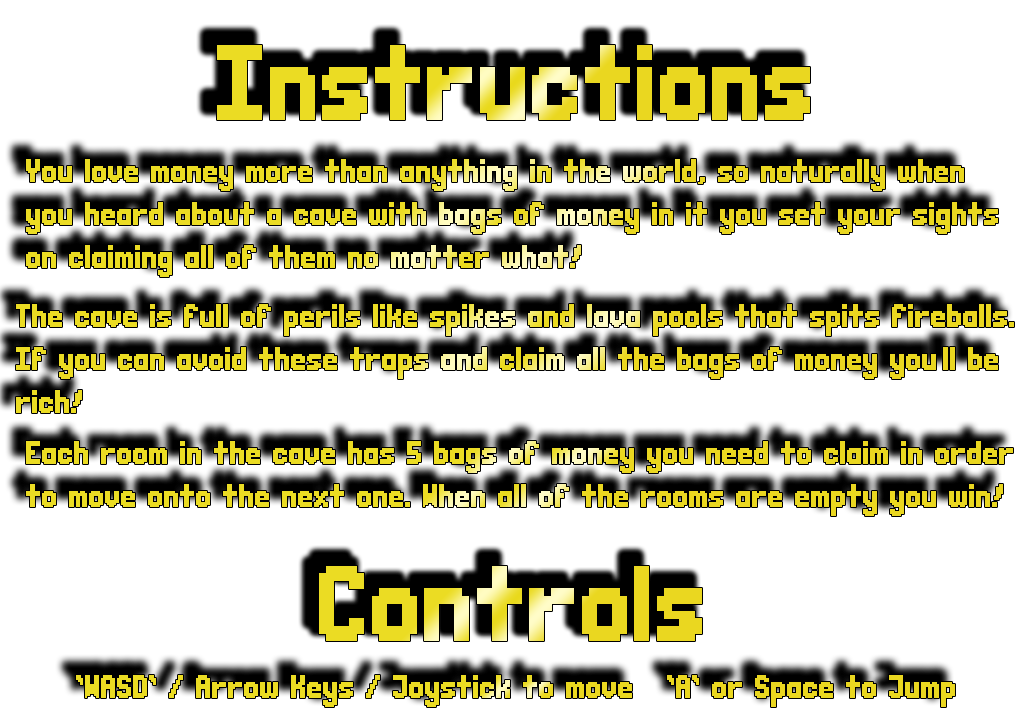 Instructions
You love money more than anything in the world, so naturally when
you heard about a cave with bags of money in it you set your sights
on claiming all of them no matter what!
The cave is full of perils like spikes and lava pools that spits fireballs.
If you can avoid these traps and claim all the bags of money you'll be
rich!
Each room in the cave has 5 bags of money you need to claim in order
to move onto the next one. When all of the rooms are empty you win!
Controls
'WASD' / Arrow Keys / Joystick to move 'A' or Space to Jump